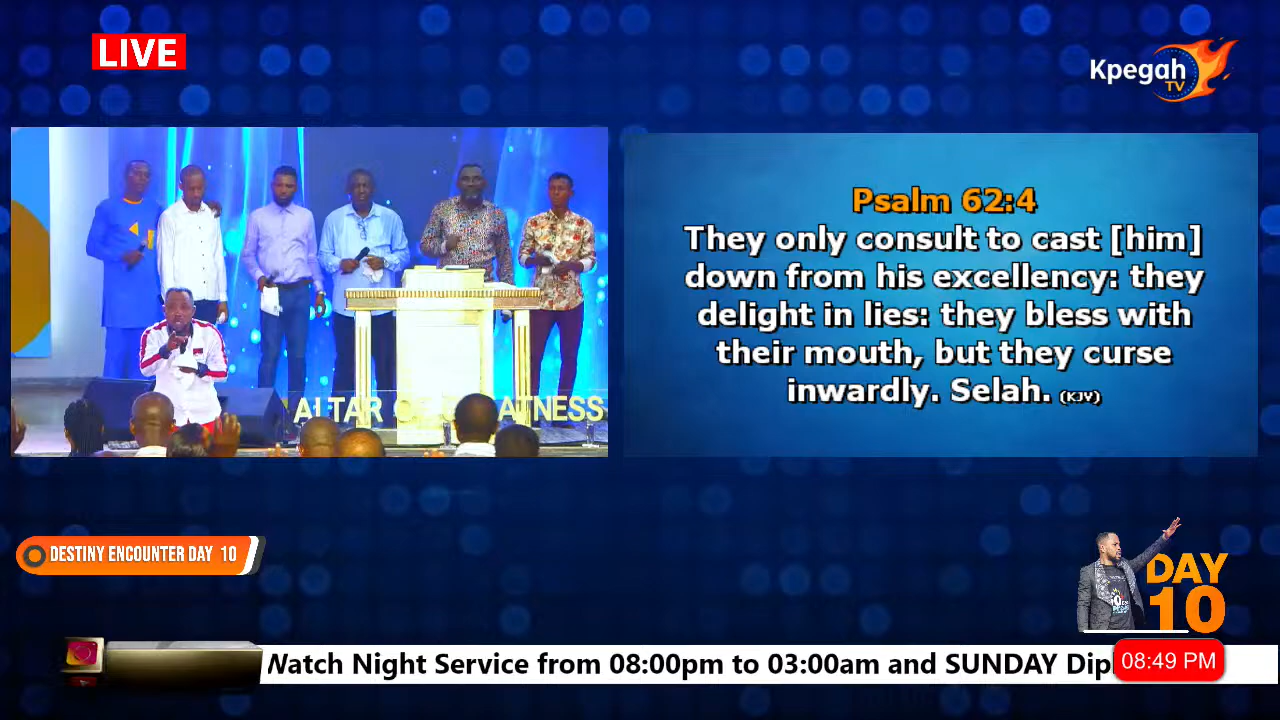 LIVE
Kpegah
TV
Psalm 62:4
They only consult to cast [him]
down from his excellency: they
delight in lies: they bless with
their mouth, but they curse
inwardly. Selah. (KJV)
ALTAR
DESTINY ENCOUNTER DAY 10
DAY
10
Watch Night Service from 08:00pm to 03:00am and SUNDAY Dip
08:49 PM